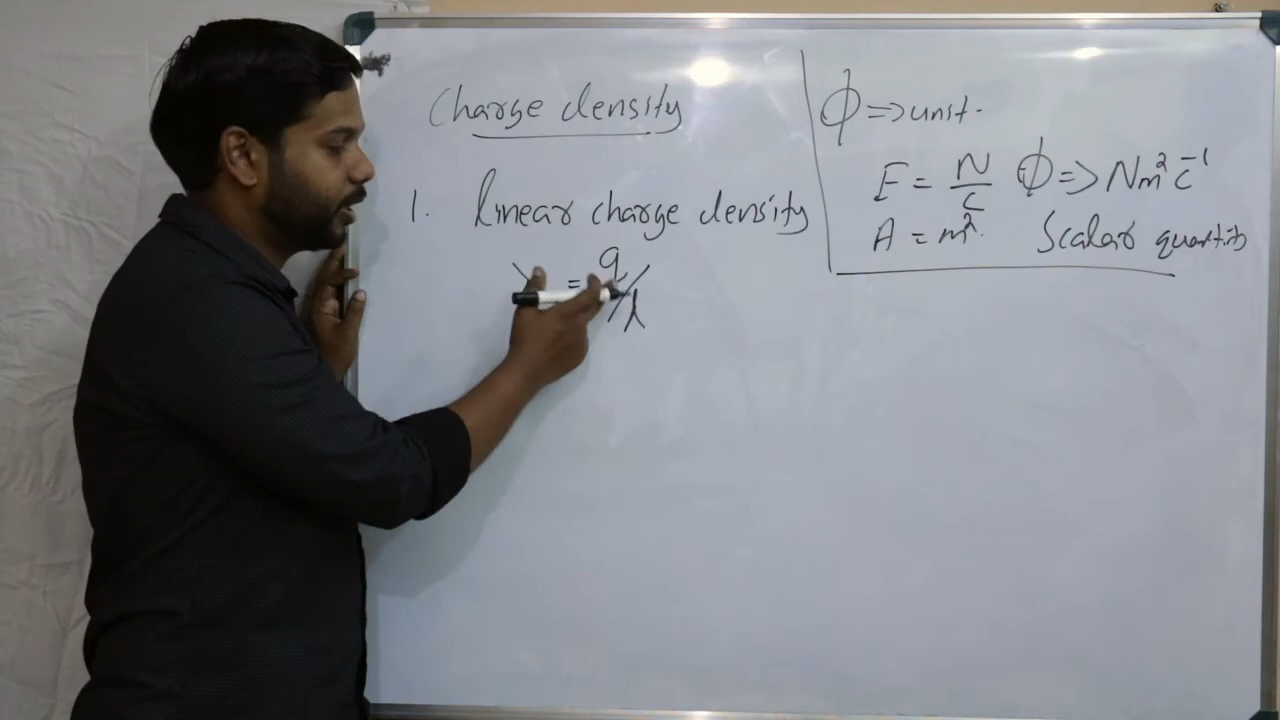 Charge density
1. Linear charge density
= q/l
ϕ => unit.
E = N/C ϕ => Nm²C⁻¹
A = m². Scalar quantity